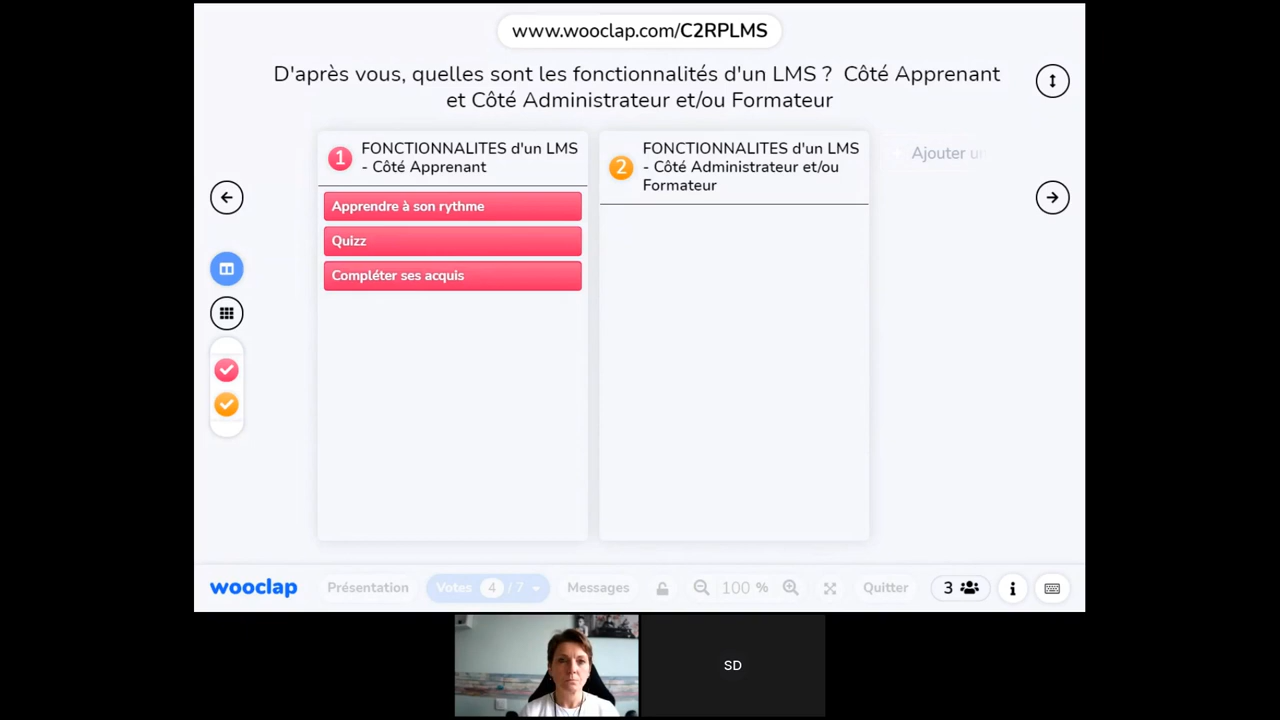 www.wooclap.com/C2RPLMS
D'après vous, quelles sont les fonctionnalités d'un LMS ? Côté Apprenant
et Côté Administrateur et/ou Formateur
1 FONCTIONNALITES d'un LMS
- Côté Apprenant
Apprendre à son rythme
Quizz
Compléter ses acquis
2 FONCTIONNALITES d'un LMS
- Côté Administrateur et/ou
Formateur
+ Ajouter un
wooclap Présentation Votes 4 / 7 Messages 100 % Quitter 3 i
SD